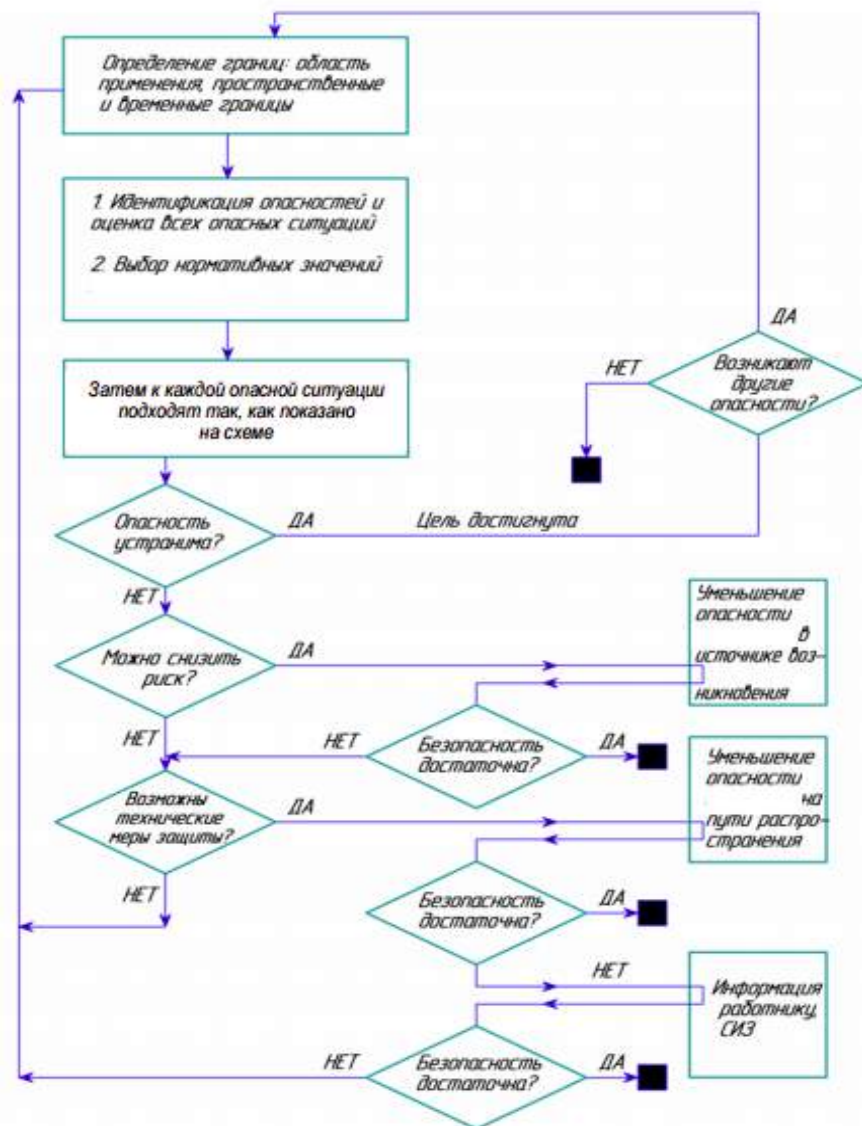 Определение границ: область
применения, пространственные
и временные границы
1. Идентификация опасностей и
оценка всех опасных ситуаций
2. Выбор нормативных значений
Затем к каждой опасной ситуации
подходят так, как показано
на схеме
ДА
НЕТ
Возникают
другие
опасности?
Опасность
устранима?
ДА
Цель достигнута
НЕТ
Можно снизить
риск?
ДА
Уменьшение
опасности
в
источнике воз-
никновения
НЕТ
НЕТ
Безопасность
достаточна?
ДА
Возможны
технические
меры защиты?
ДА
Уменьшение
опасности
на
пути распро-
странения
НЕТ
Безопасность
достаточна?
ДА
НЕТ
Информация
работнику,
СИЗ
НЕТ
Безопасность
достаточна?
ДА